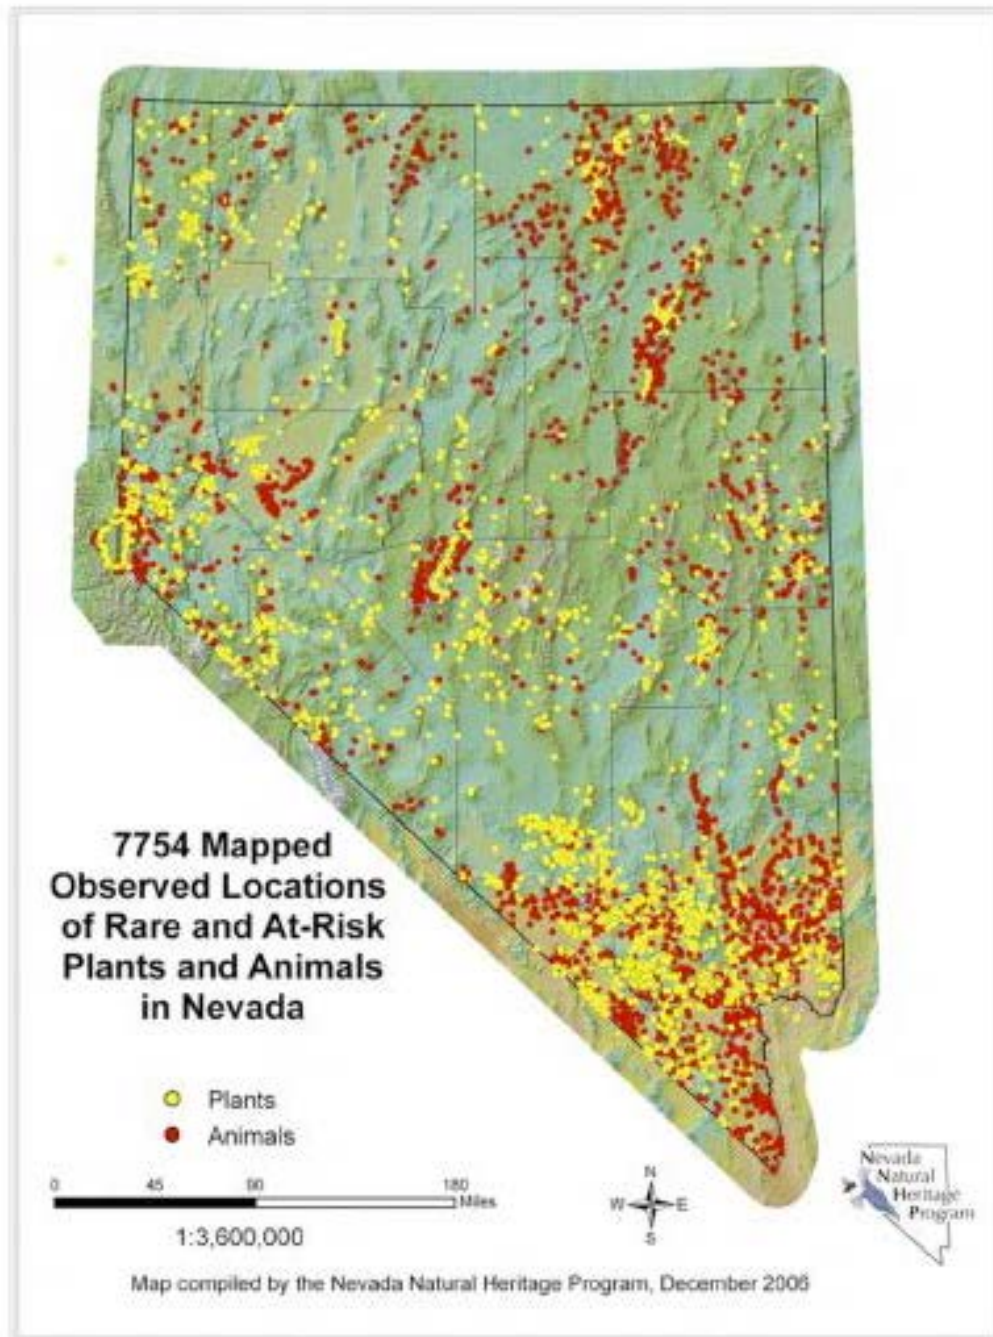 7754 Mapped
Observed Locations
of Rare and At-Risk
Plants and Animals
in Nevada
Plants
Animals
0 45 90 180
Miles
1:3,600,000
N
W E
S
Nevada
Natural
Heritage
Program
Map compiled by the Nevada Natural Heritage Program, December 2006